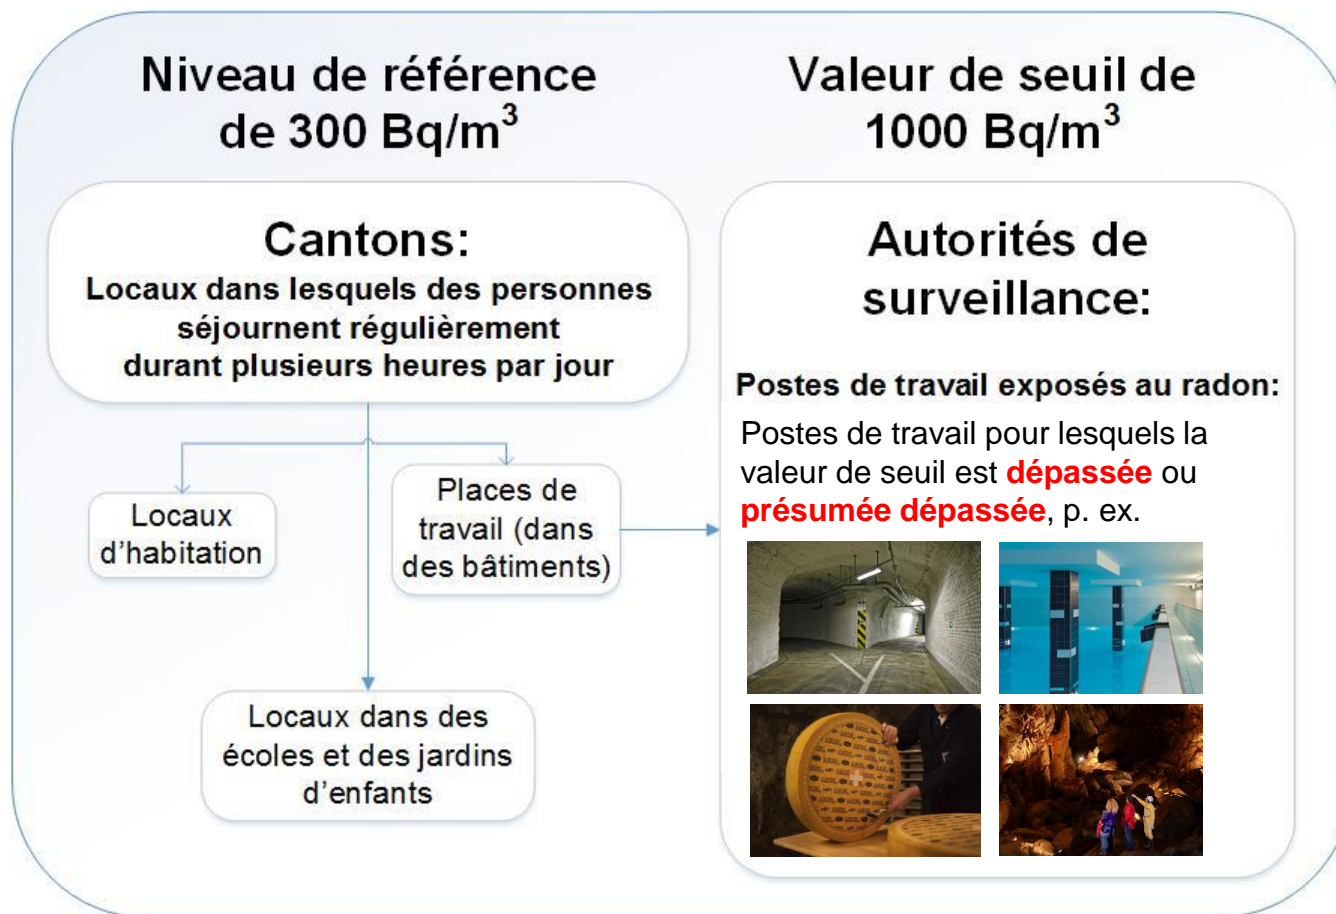 Niveau de référence
de 300 Bq/m³
Valeur de seuil de
1000 Bq/m³
Cantons:
Locaux dans lesquels des personnes
séjournent régulièrement
durant plusieurs heures par jour
Locaux
d'habitation
Places de
travail (dans
des bâtiments)
Locaux dans des
écoles et des jardins
d'enfants
Autorités de
surveillance:
Postes de travail exposés au radon:
Postes de travail pour lesquels la
valeur de seuil est dépassée ou
présumée dépassée, p. ex.